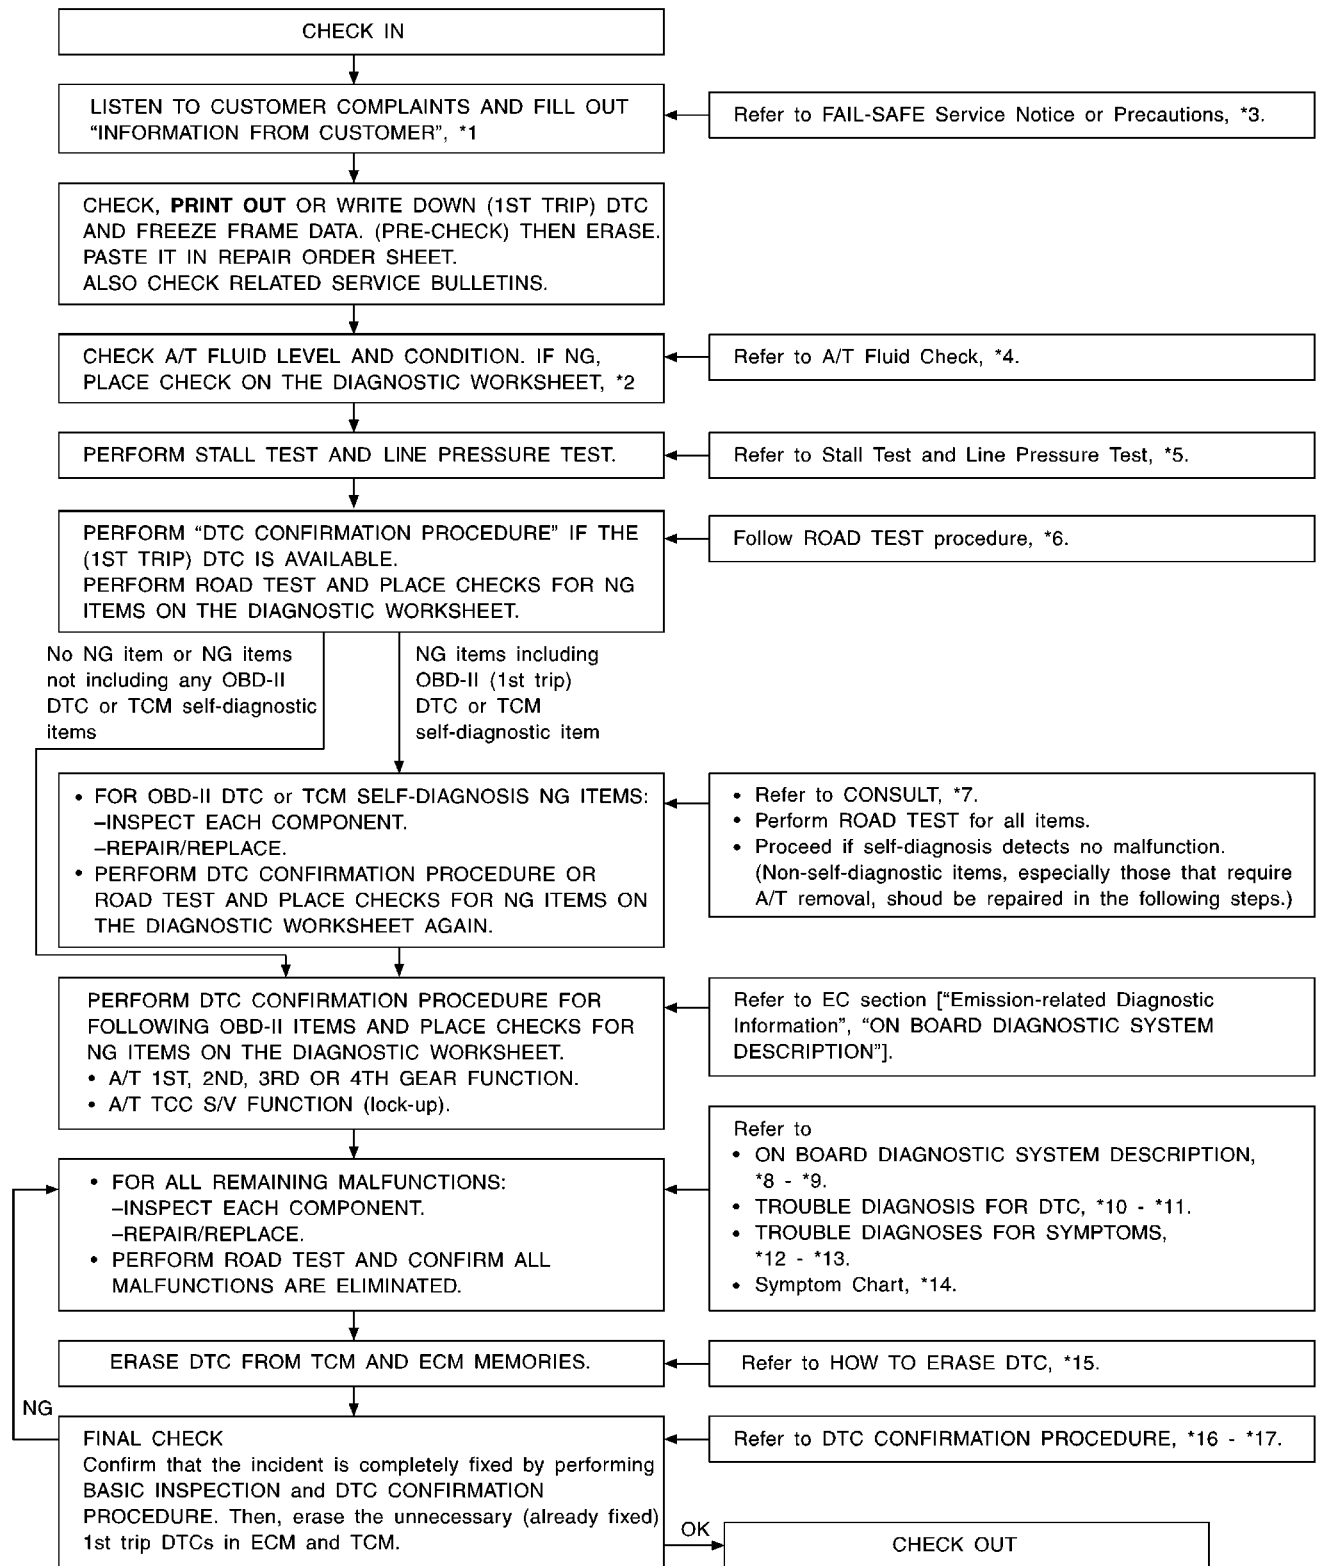 CHECK IN
LISTEN TO CUSTOMER COMPLAINTS AND FILL OUT
“INFORMATION FROM CUSTOMER”, *1
Refer to FAIL-SAFE Service Notice or Precautions, *3.
CHECK, PRINT OUT OR WRITE DOWN (1ST TRIP) DTC
AND FREEZE FRAME DATA. (PRE-CHECK) THEN ERASE.
PASTE IT IN REPAIR ORDER SHEET.
ALSO CHECK RELATED SERVICE BULLETINS.
CHECK A/T FLUID LEVEL AND CONDITION. IF NG,
PLACE CHECK ON THE DIAGNOSTIC WORKSHEET, *2
Refer to A/T Fluid Check, *4.
PERFORM STALL TEST AND LINE PRESSURE TEST.
Refer to Stall Test and Line Pressure Test, *5.
PERFORM “DTC CONFIRMATION PROCEDURE” IF THE
(1ST TRIP) DTC IS AVAILABLE.
PERFORM ROAD TEST AND PLACE CHECKS FOR NG
ITEMS ON THE DIAGNOSTIC WORKSHEET.
Follow ROAD TEST procedure, *6.
No NG item or NG items
not including any OBD-II
DTC or TCM self-diagnostic
items
NG items including
OBD-II (1st trip)
DTC or TCM
self-diagnostic item
• FOR OBD-II DTC or TCM SELF-DIAGNOSIS NG ITEMS:
–INSPECT EACH COMPONENT.
–REPAIR/REPLACE.
• PERFORM DTC CONFIRMATION PROCEDURE OR
ROAD TEST AND PLACE CHECKS FOR NG ITEMS ON
THE DIAGNOSTIC WORKSHEET AGAIN.
• Refer to CONSULT, *7.
• Perform ROAD TEST for all items.
• Proceed if self-diagnosis detects no malfunction.
(Non-self-diagnostic items, especially those that require
A/T removal, shoud be repaired in the following steps.)
PERFORM DTC CONFIRMATION PROCEDURE FOR
FOLLOWING OBD-II ITEMS AND PLACE CHECKS FOR
NG ITEMS ON THE DIAGNOSTIC WORKSHEET.
• A/T 1ST, 2ND, 3RD OR 4TH GEAR FUNCTION.
• A/T TCC S/V FUNCTION (lock-up).
Refer to EC section [“Emission-related Diagnostic
Information”, “ON BOARD DIAGNOSTIC SYSTEM
DESCRIPTION”].
• FOR ALL REMAINING MALFUNCTIONS:
–INSPECT EACH COMPONENT.
–REPAIR/REPLACE.
• PERFORM ROAD TEST AND CONFIRM ALL
MALFUNCTIONS ARE ELIMINATED.
Refer to
• ON BOARD DIAGNOSTIC SYSTEM DESCRIPTION,
*8 - *9.
• TROUBLE DIAGNOSIS FOR DTC, *10 - *11.
• TROUBLE DIAGNOSES FOR SYMPTOMS,
*12 - *13.
• Symptom Chart, *14.
ERASE DTC FROM TCM AND ECM MEMORIES.
Refer to HOW TO ERASE DTC, *15.
NG
FINAL CHECK
Confirm that the incident is completely fixed by performing
BASIC INSPECTION and DTC CONFIRMATION
PROCEDURE. Then, erase the unnecessary (already fixed)
1st trip DTCs in ECM and TCM.
Refer to DTC CONFIRMATION PROCEDURE, *16 - *17.
OK
CHECK OUT